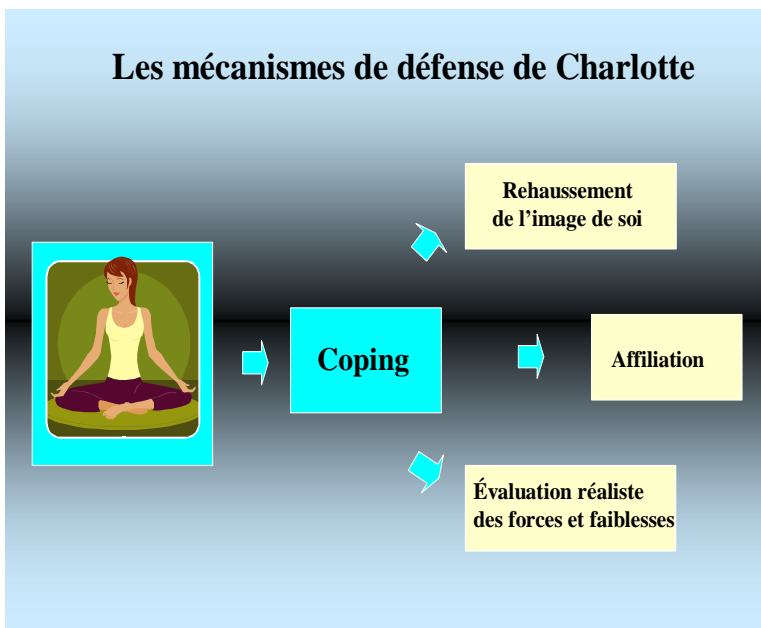 Les mécanismes de défense de Charlotte
Rehaussement
de l'image de soi
Coping
Affiliation
Évaluation réaliste
des forces et faiblesses